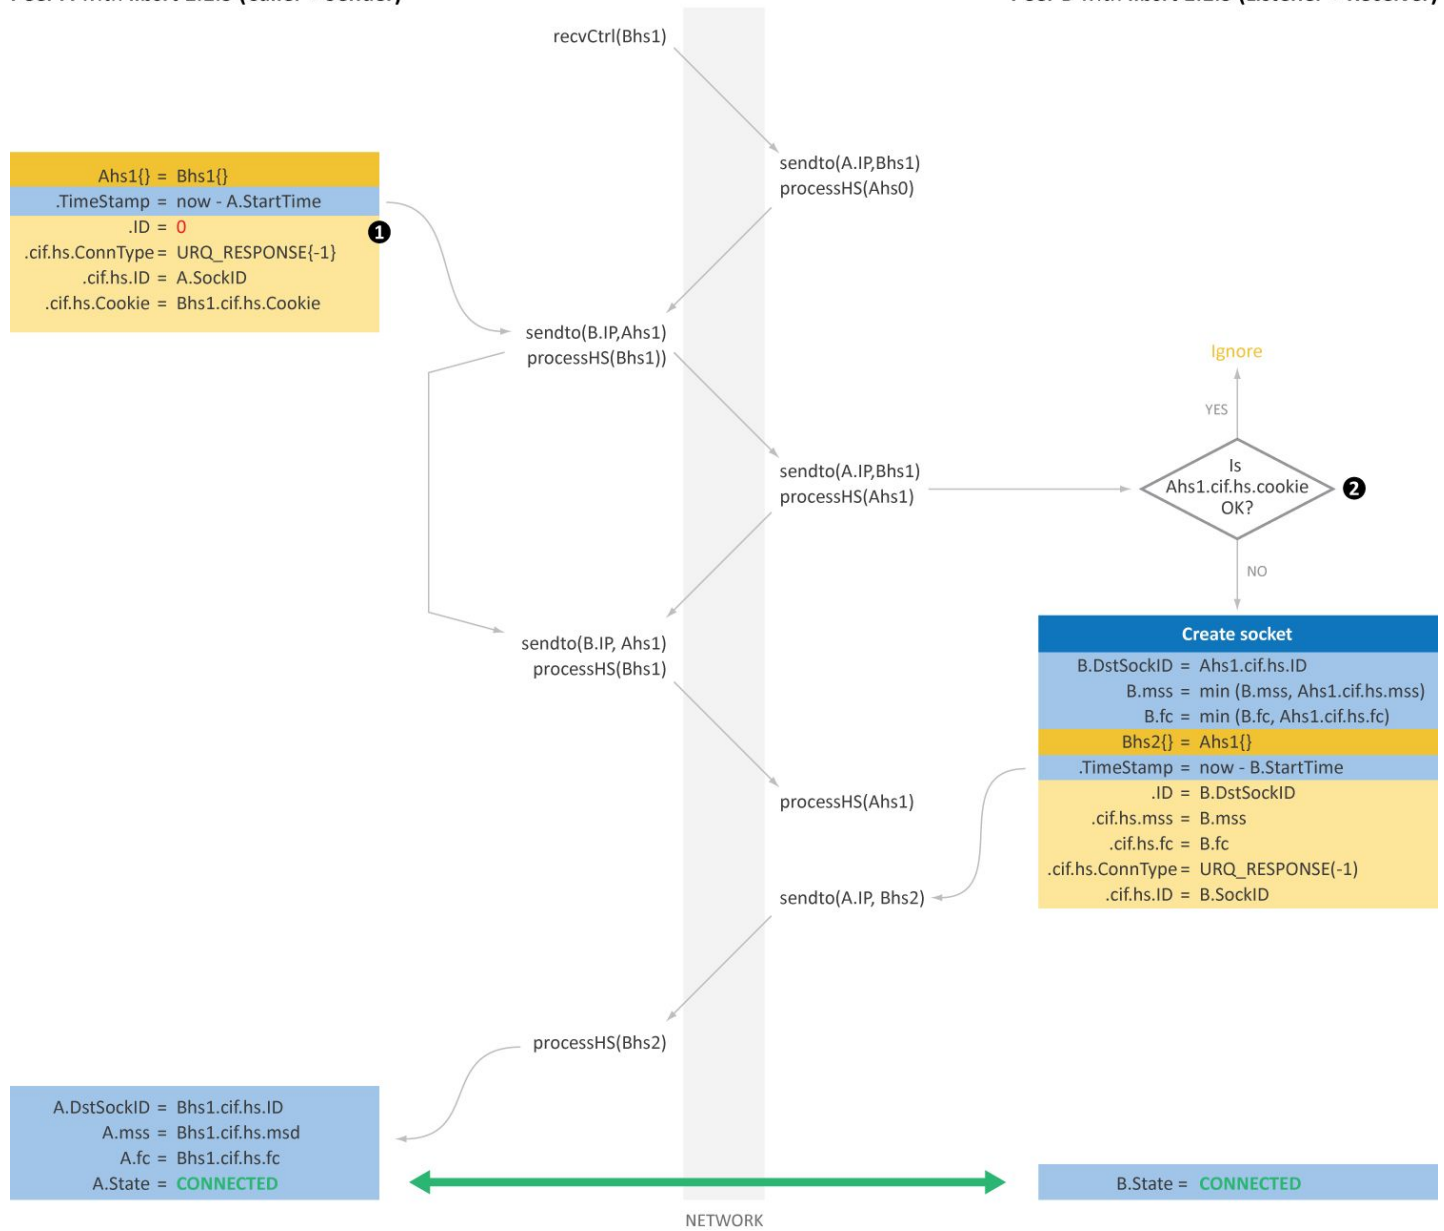 recvCtrl(Bhs1)
sendto(A.IP,Bhs1)
processHS(Ahs0)
Ahs1{} = Bhs1{}
.TimeStamp = now - A.StartTime
.ID = 0
.cif.hs.ConnType = URQ_RESPONSE{-1}
.cif.hs.ID = A.SockID
.cif.hs.Cookie = Bhs1.cif.hs.Cookie
1
sendto(B.IP,Ahs1)
processHS(Bhs1))
Ignore
YES
sendto(A.IP,Bhs1)
processHS(Ahs1)
Is
Ahs1.cif.hs.cookie
OK?
2
NO
sendto(B.IP, Ahs1)
processHS(Bhs1)
Create socket
B.DstSockID = Ahs1.cif.hs.ID
B.mss = min (B.mss, Ahs1.cif.hs.mss)
B.fc = min (B.fc, Ahs1.cif.hs.fc)
Bhs2{} = Ahs1{}
.TimeStamp = now - B.StartTime
.ID = B.DstSockID
.cif.hs.mss = B.mss
.cif.hs.fc = B.fc
.cif.hs.ConnType = URQ_RESPONSE(-1)
.cif.hs.ID = B.SockID
processHS(Ahs1)
sendto(A.IP, Bhs2)
processHS(Bhs2)
A.DstSockID = Bhs1.cif.hs.ID
A.mss = Bhs1.cif.hs.msd
A.fc = Bhs1.cif.hs.fc
A.State = CONNECTED
B.State = CONNECTED
NETWORK